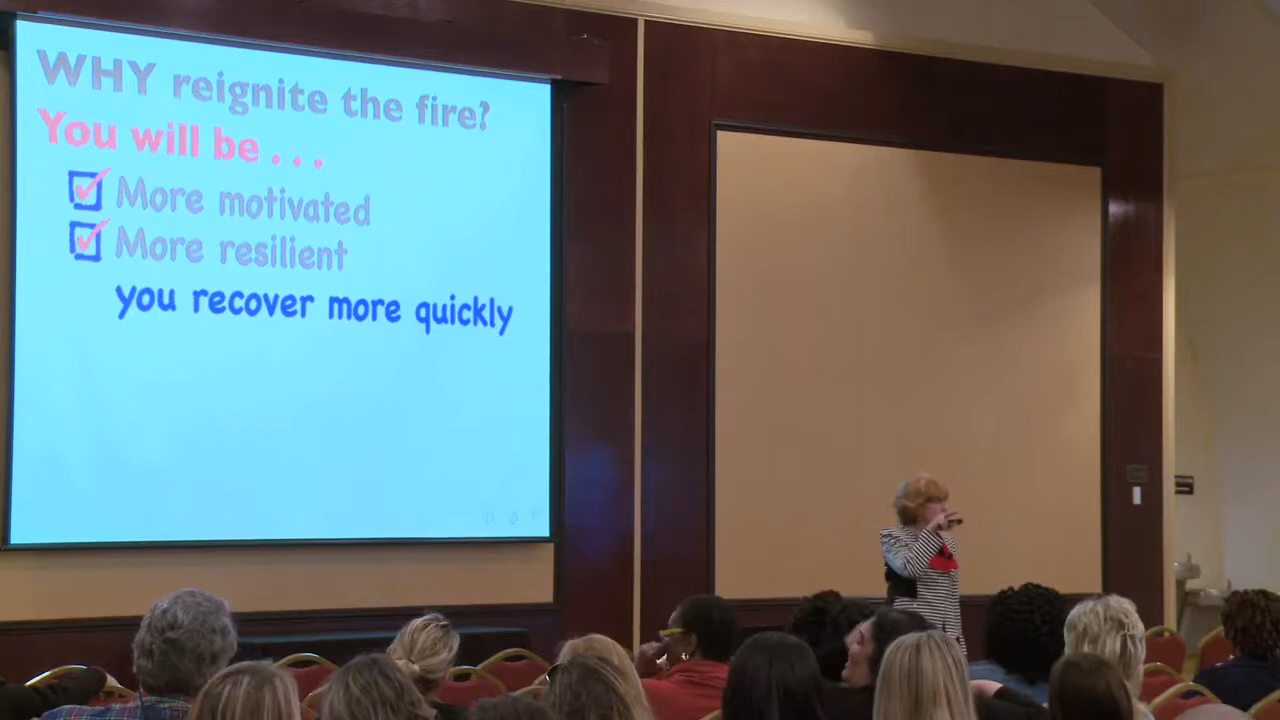 WHY reignite the fire?
You will be . . .
More motivated
More resilient
you recover more quickly